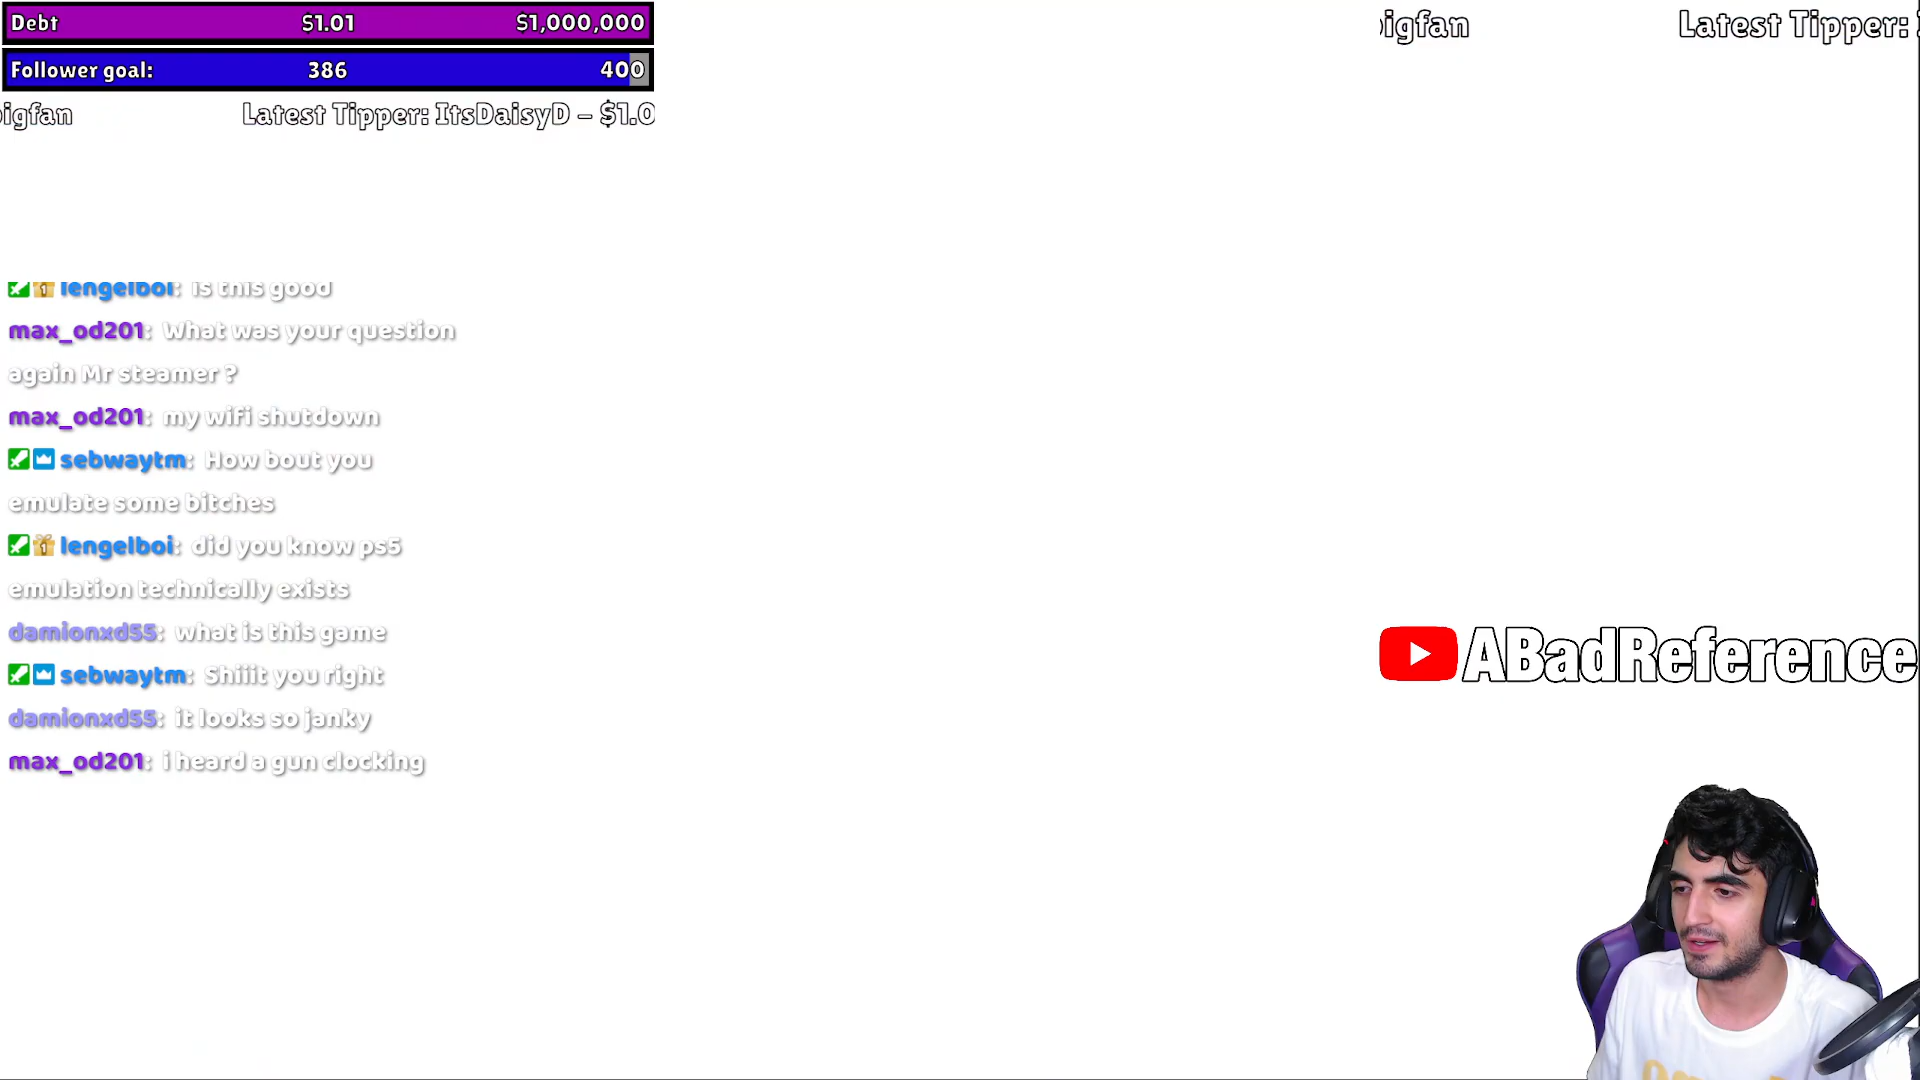 Debt $1.01 $1,000,000
Follower goal: 386 400
bigfan Latest Tipper: ItsDaisyD – $1.0
bigfan Latest Tipper:
lengelboi: is this good
max_od201: What was your question
again Mr steamer ?
max_od201: my wifi shutdown
sebwaytm: How bout you
emulate some bitches
lengelboi: did you know ps5
emulation technically exists
damionxd55: what is this game
sebwaytm: Shiiit you right
damionxd55: it looks so janky
max_od201: i heard a gun clocking
ABadReference